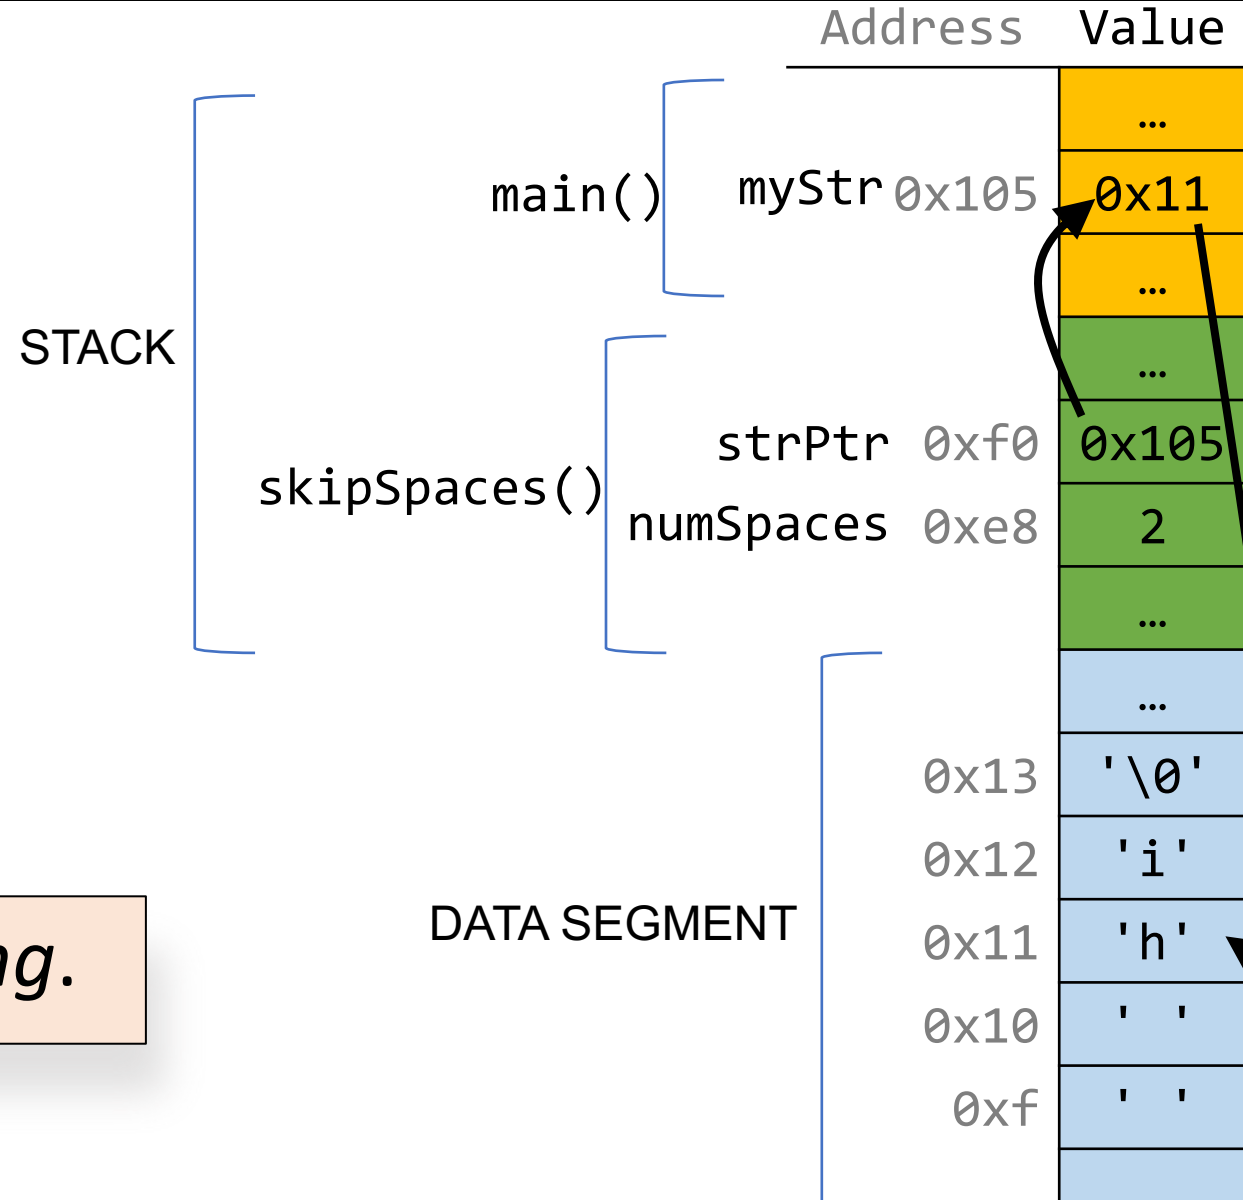 Address Value
…
main() myStr 0x105 0x11
…
STACK
…
strPtr 0xf0 0x105
skipSpaces()
numSpaces 0xe8 2
…
…
0x13 '\0'
0x12 'i'
DATA SEGMENT
0x11 'h'
0x10 ' '
0xf ' '